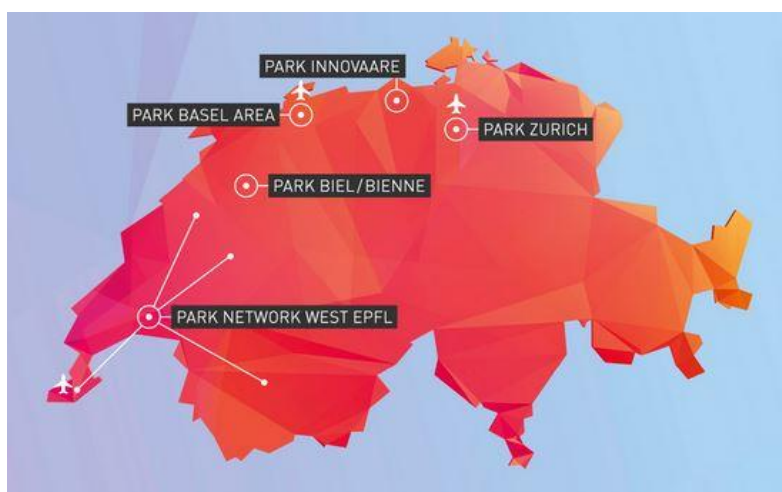 PARK INNOVAARE
PARK BASEL AREA
PARK ZURICH
PARK BIEL/BIENNE
PARK NETWORK WEST EPFL